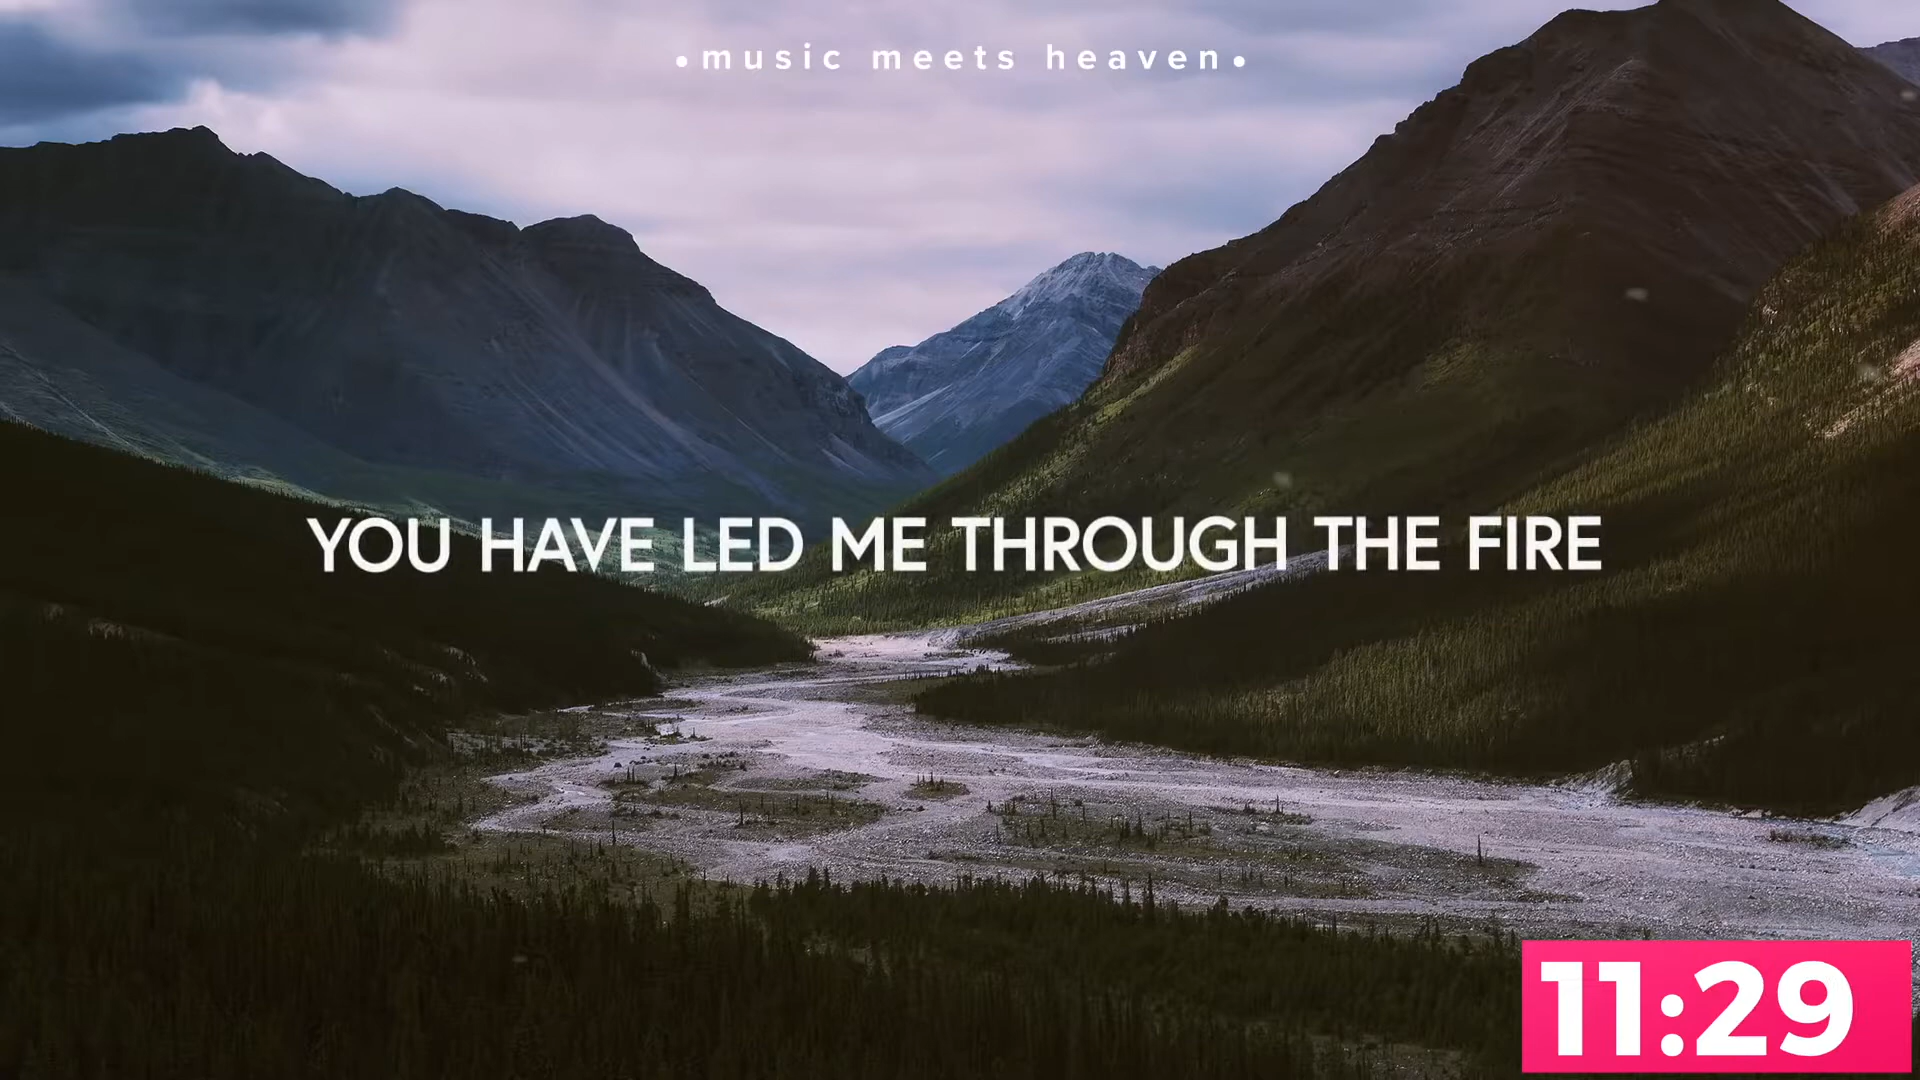 •music meets heaven•
YOU HAVE LED ME THROUGH THE FIRE
11:29